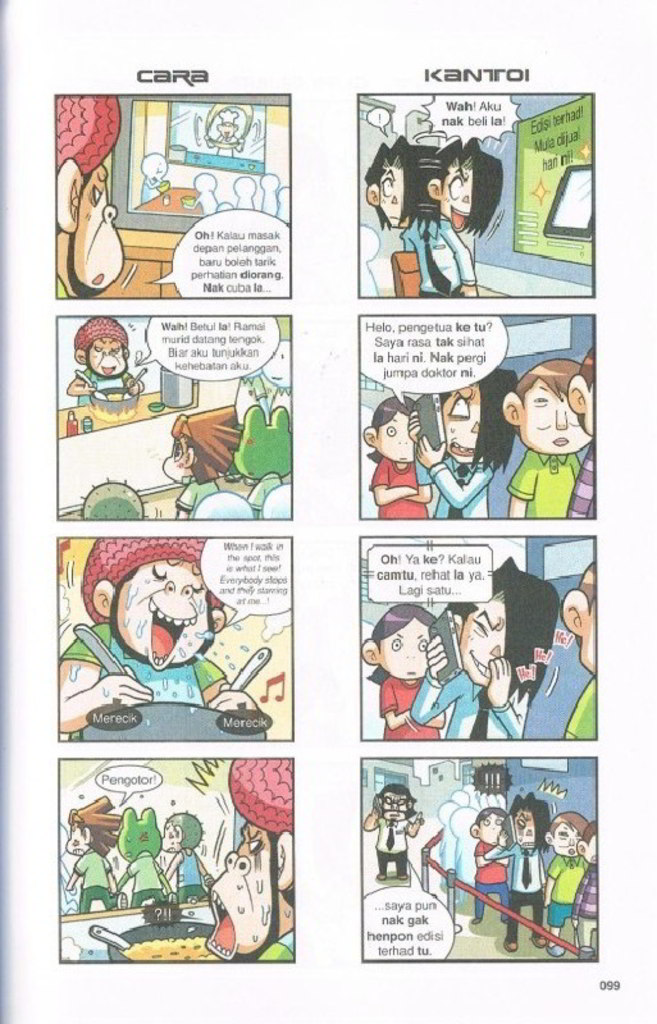 CARA
Oh! Kalau masak
depan pelanggan,
baru boleh tarik
perhatian diorang.
Nak cuba la...
Wah! Betul la! Ramai
murid datang tengok.
Biar aku tunjukkan
kehebatan aku.
When I walk in
the spot, this
is what I see!
Everybody stops
and they staring
at me...!
Merecik
Merecik
Pengotor!
?!!
KANTOI
!
Wah! Aku
nak beli la!
Edisi terhad!
Mula dijual
hari ni!
Helo, pengetua ke tu?
Saya rasa tak sihat
la hari ni. Nak pergi
jumpa doktor ni.
Oh! Ya ke? Kalau
camtu, rehat la ya.
Lagi satu...
He!
He!
He!
!!!
...saya pun
nak gak
henpon edisi
terhad tu.
099